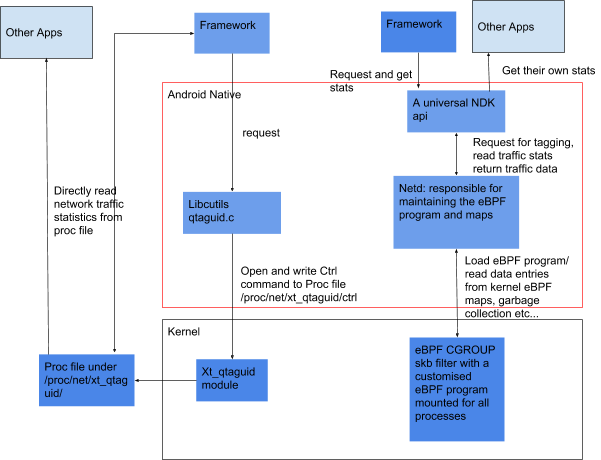 Other Apps
Framework
Framework
Other Apps
Request and get
stats
Get their own stats
Android Native
A universal NDK
api
request
Request for tagging,
read traffic stats
return traffic data
Directly read
network traffic
statistics from
proc file
Libcutils
qtaguid.c
Netd: responsible for
maintaining the eBPF
program and maps
Open and write Ctrl
command to Proc file
/proc/net/xt_qtaguid/ctrl
Load eBPF program/
read data entries
from kernel eBPF
maps, garbage
collection etc...
Kernel
Proc file under
/proc/net/xt_qtag
uid/
Xt_qtaguid
module
eBPF CGROUP
skb filter with a
customised
eBPF program
mounted for all
processes